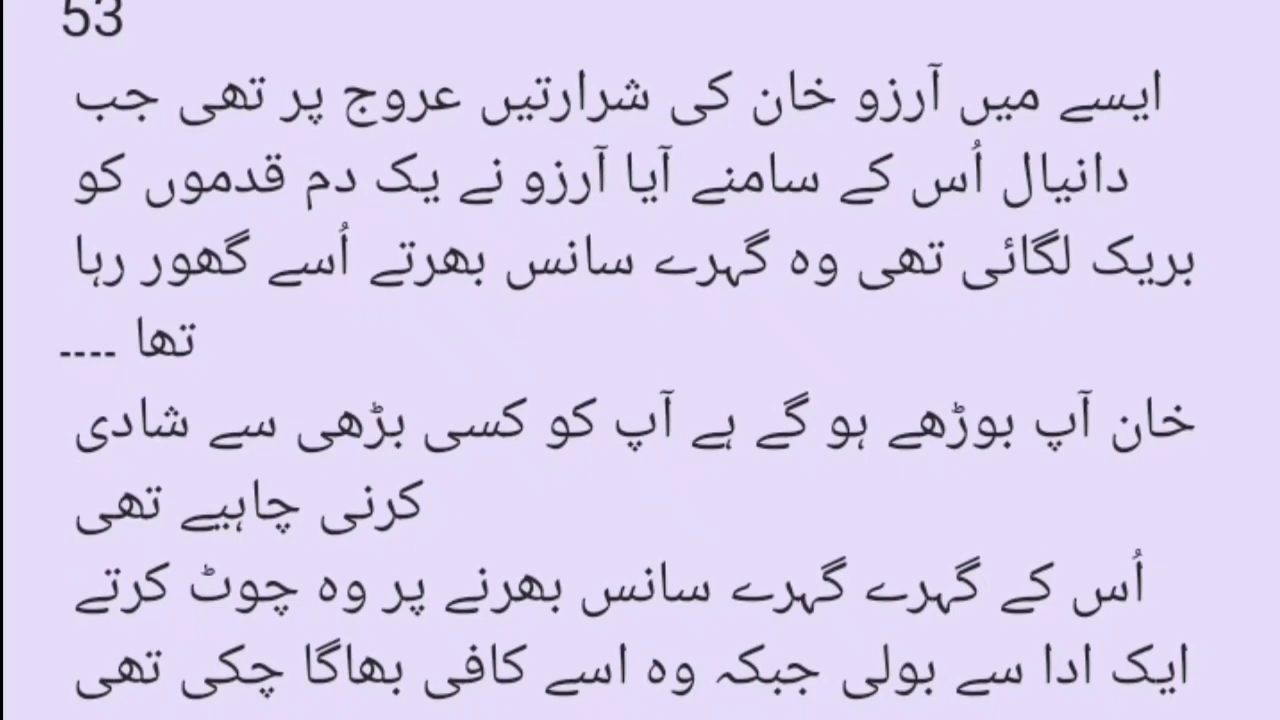 53
ایسے میں آرزو خان کی شرارتیں عروج پر تھی جب
دانیال اُس کے سامنے آیا آرزو نے یک دم قدموں کو
بریک لگائی تھی وہ گہرے سانس بھرتے اُسے گھور رہا
تھا ----
خان آپ بوڑھے ہو گے ہے آپ کو کسی بڑھی سے شادی
کرنی چاہیے تھی
اُس کے گہرے گہرے سانس بھرنے پر وہ چوٹ کرتے
ایک ادا سے بولی جبکہ وہ اسے کافی بھاگا چکی تھی